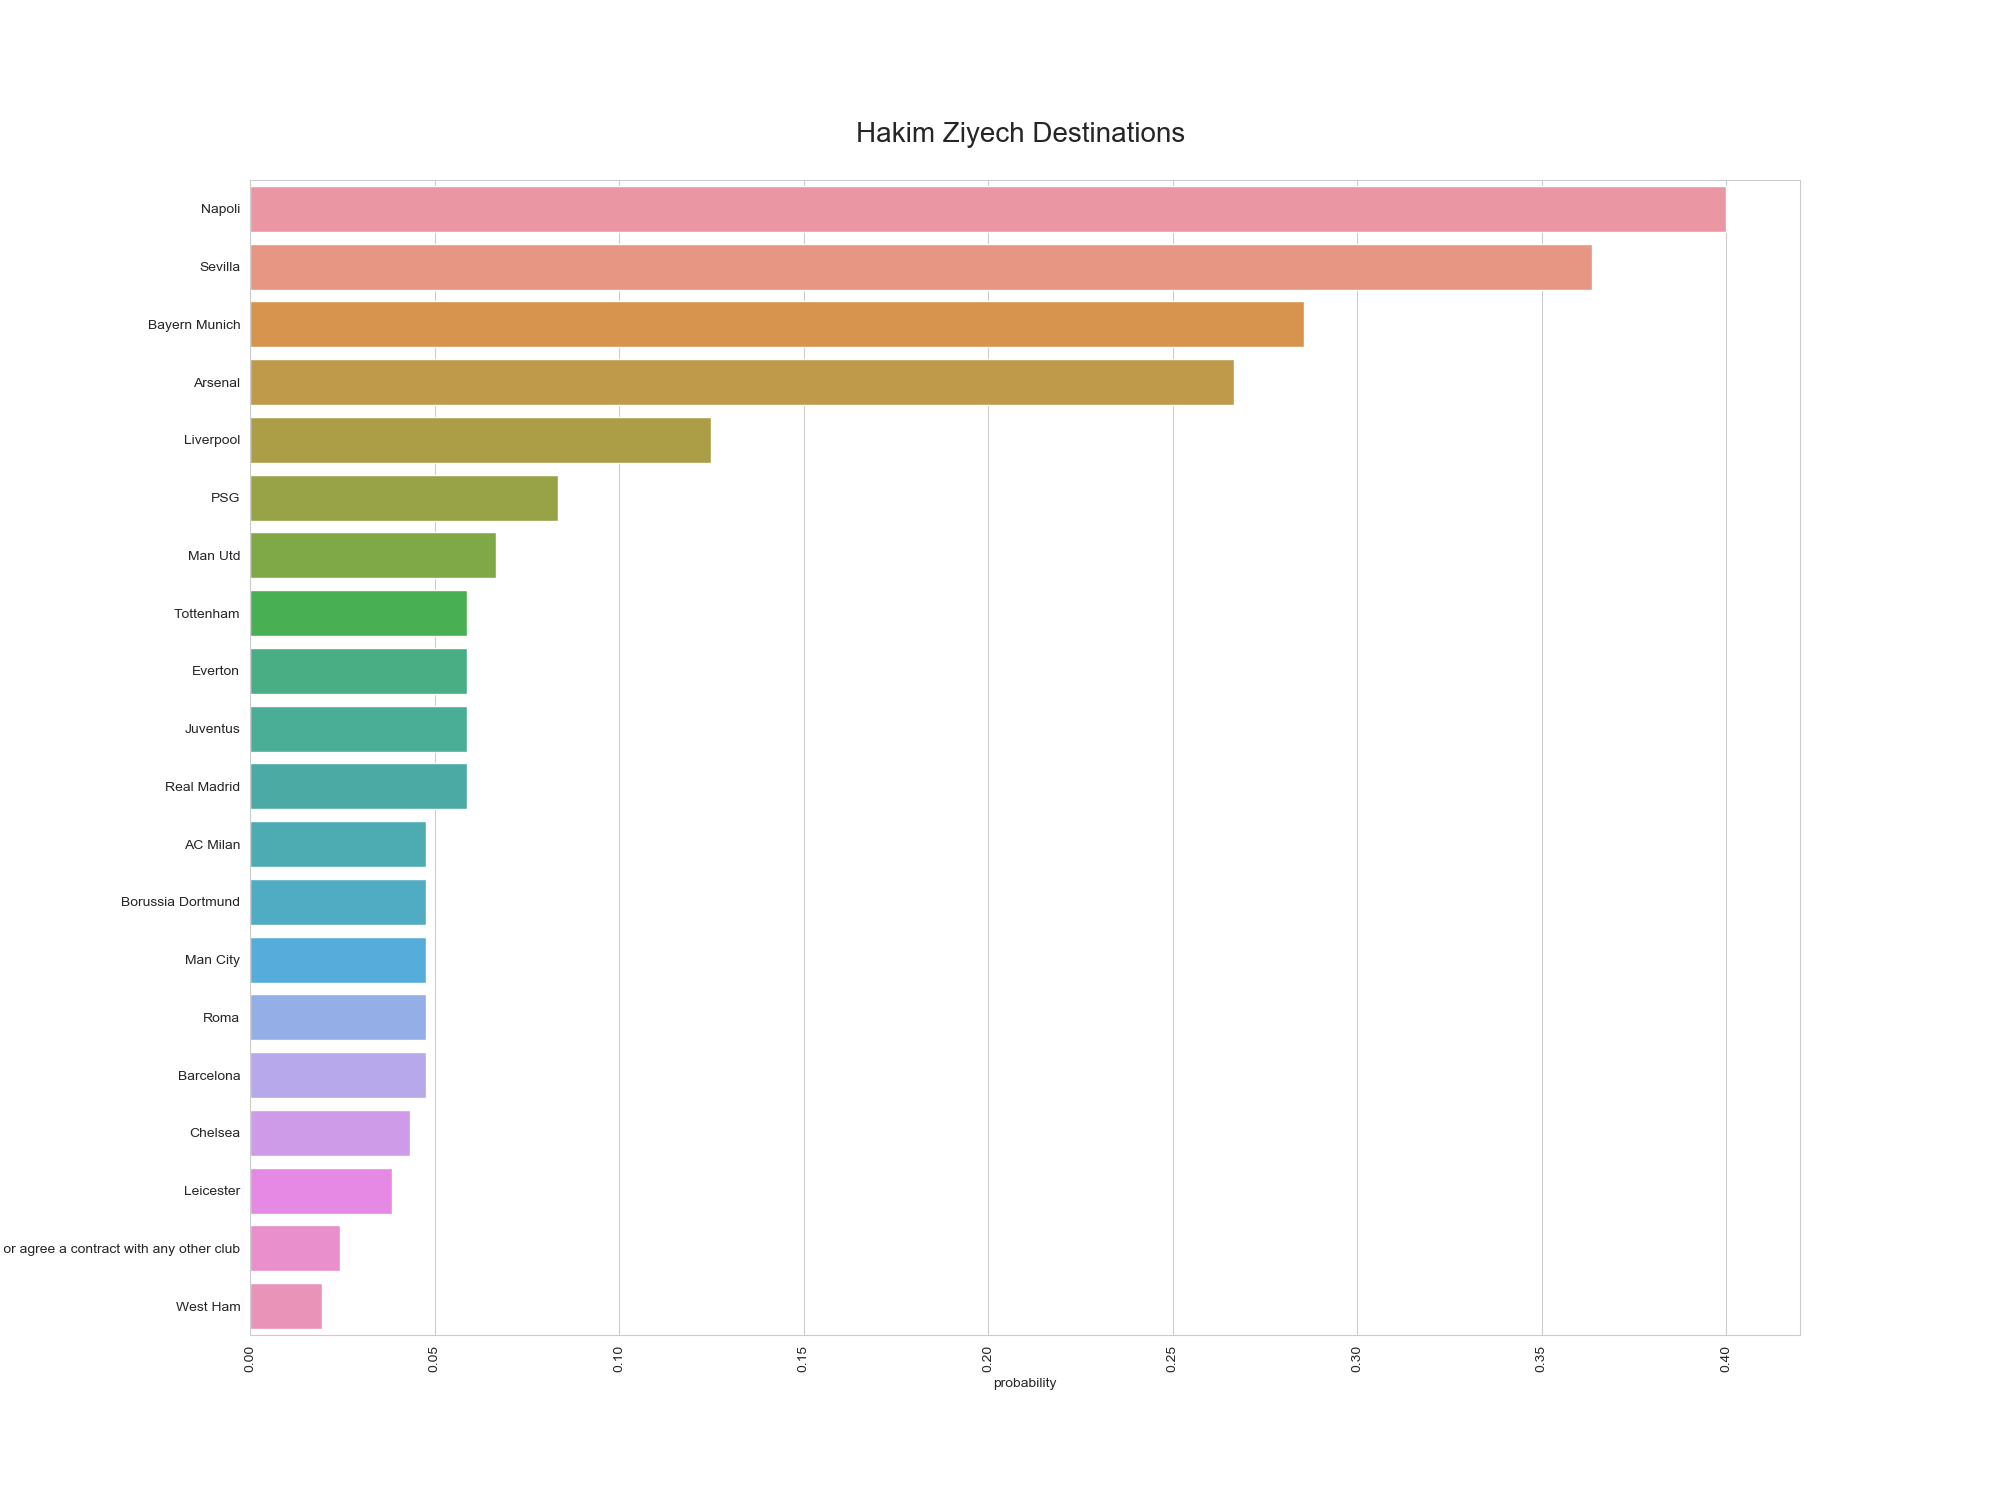 Hakim Ziyech Destinations
Napoli
Sevilla
Bayern Munich
Arsenal
Liverpool
PSG
Man Utd
Tottenham
Everton
Juventus
Real Madrid
AC Milan
Borussia Dortmund
Man City
Roma
Barcelona
Chelsea
Leicester
or agree a contract with any other club
West Ham
0.00 0.05 0.10 0.15 0.20 0.25 0.30 0.35 0.40
probability